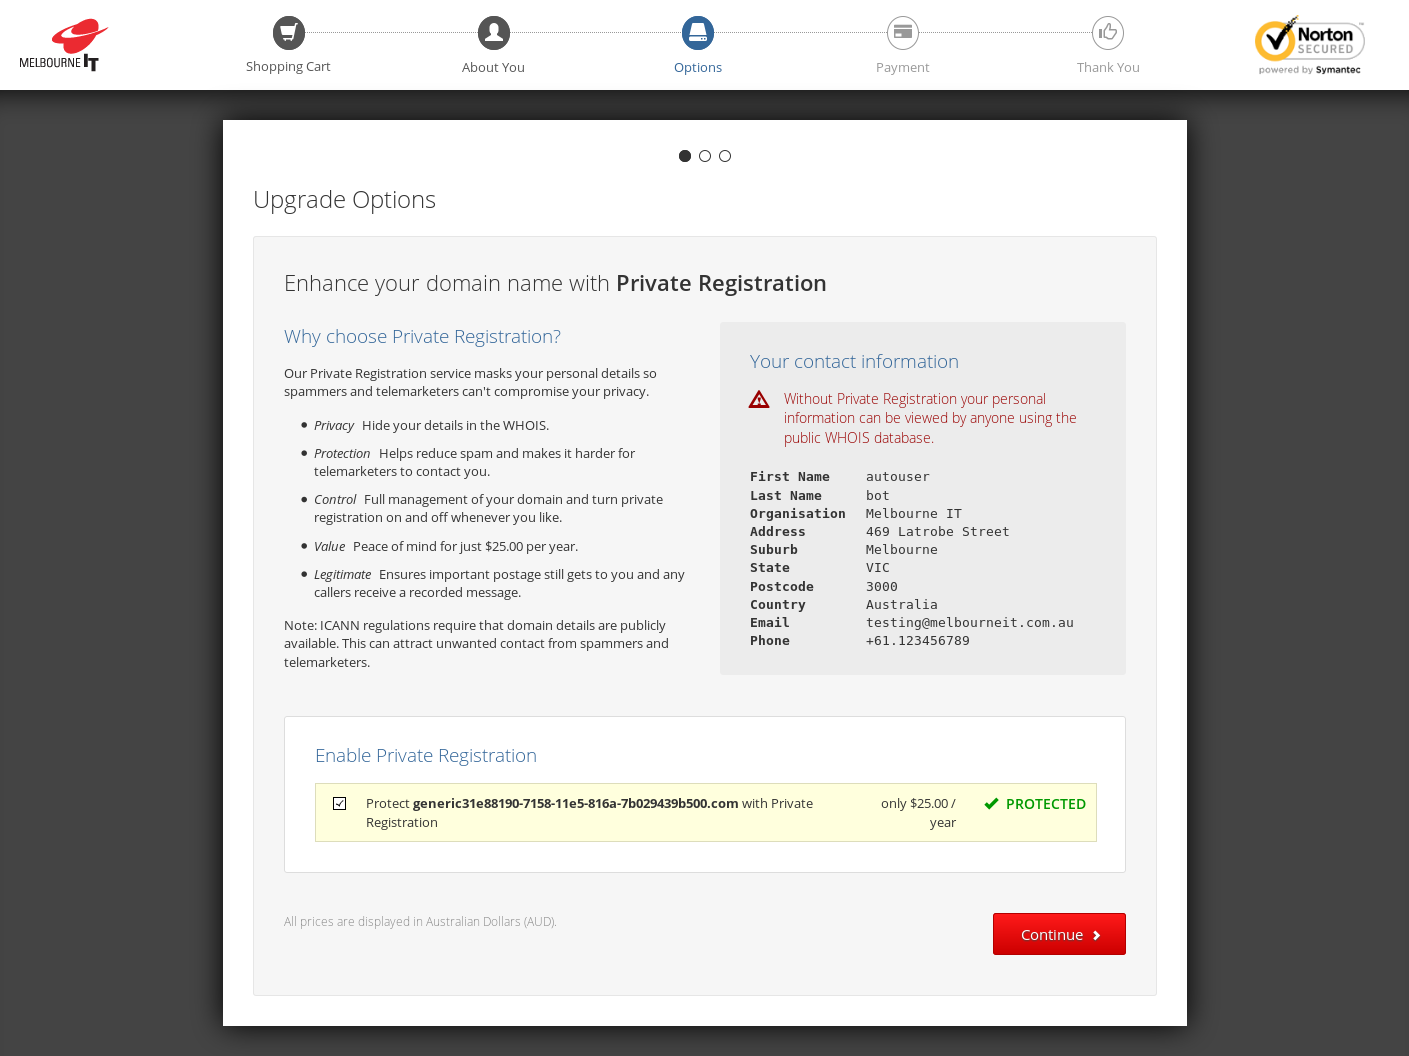 MELBOURNE IT
Shopping Cart
About You
Options
Payment
Thank You
Norton
SECURED
powered by Symantec
Upgrade Options
Enhance your domain name with Private Registration
Why choose Private Registration?
Our Private Registration service masks your personal details so
spammers and telemarketers can't compromise your privacy.
Privacy Hide your details in the WHOIS.
Protection Helps reduce spam and makes it harder for
telemarketers to contact you.
Control Full management of your domain and turn private
registration on and off whenever you like.
Value Peace of mind for just $25.00 per year.
Legitimate Ensures important postage still gets to you and any
callers receive a recorded message.
Note: ICANN regulations require that domain details are publicly
available. This can attract unwanted contact from spammers and
telemarketers.
Your contact information
Without Private Registration your personal
information can be viewed by anyone using the
public WHOIS database.
First Name autouser
Last Name bot
Organisation Melbourne IT
Address 469 Latrobe Street
Suburb Melbourne
State VIC
Postcode 3000
Country Australia
Email testing@melbourneit.com.au
Phone +61.123456789
Enable Private Registration
Protect generic31e88190-7158-11e5-816a-7b029439b500.com with Private
Registration
only $25.00 /
year
PROTECTED
All prices are displayed in Australian Dollars (AUD).
Continue